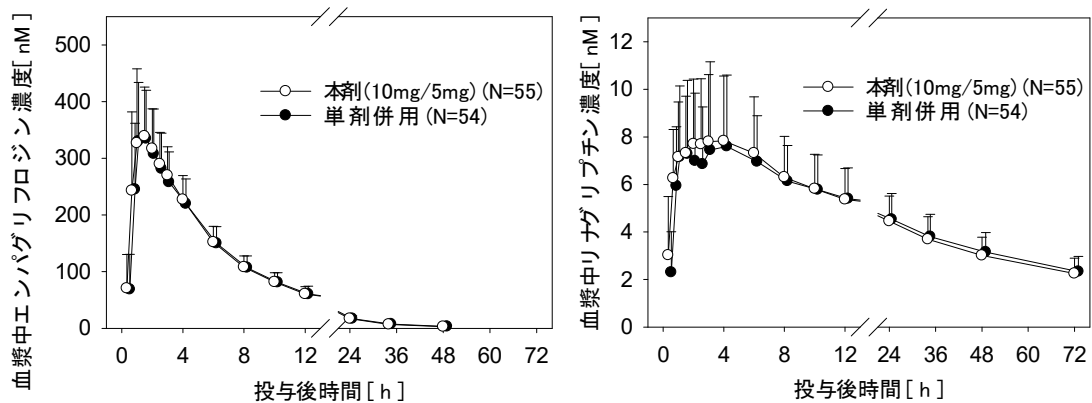 血漿中エンパグリフロジン濃度[ nM ]
500
400
300
200
100
0
本剤(10mg/5mg) (N=55)
単剤併用 (N=54)
0 4 8 12 24 36 48 60 72
投与後時間 [ h ]
血漿中リナグリプチン濃度[ nM ]
12
10
8
6
4
2
0
本剤(10mg/5mg) (N=55)
単剤併用 (N=54)
0 4 8 12 24 36 48 60 72
投与後時間 [ h ]